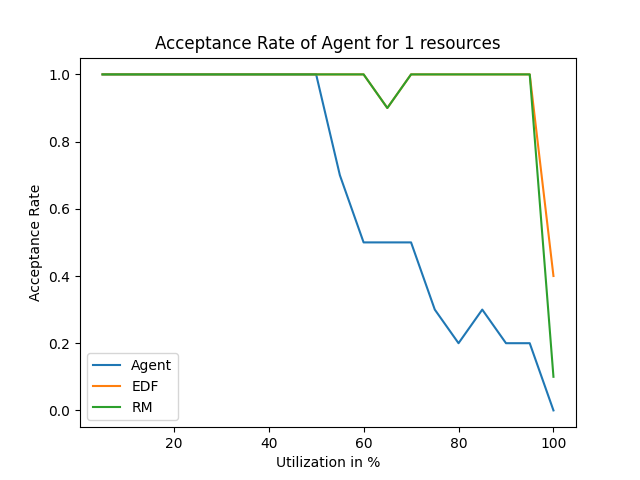 Acceptance Rate of Agent for 1 resources
1.0
0.8
0.6
0.4
0.2
0.0
Acceptance Rate
Agent
EDF
RM
20 40 60 80 100
Utilization in %